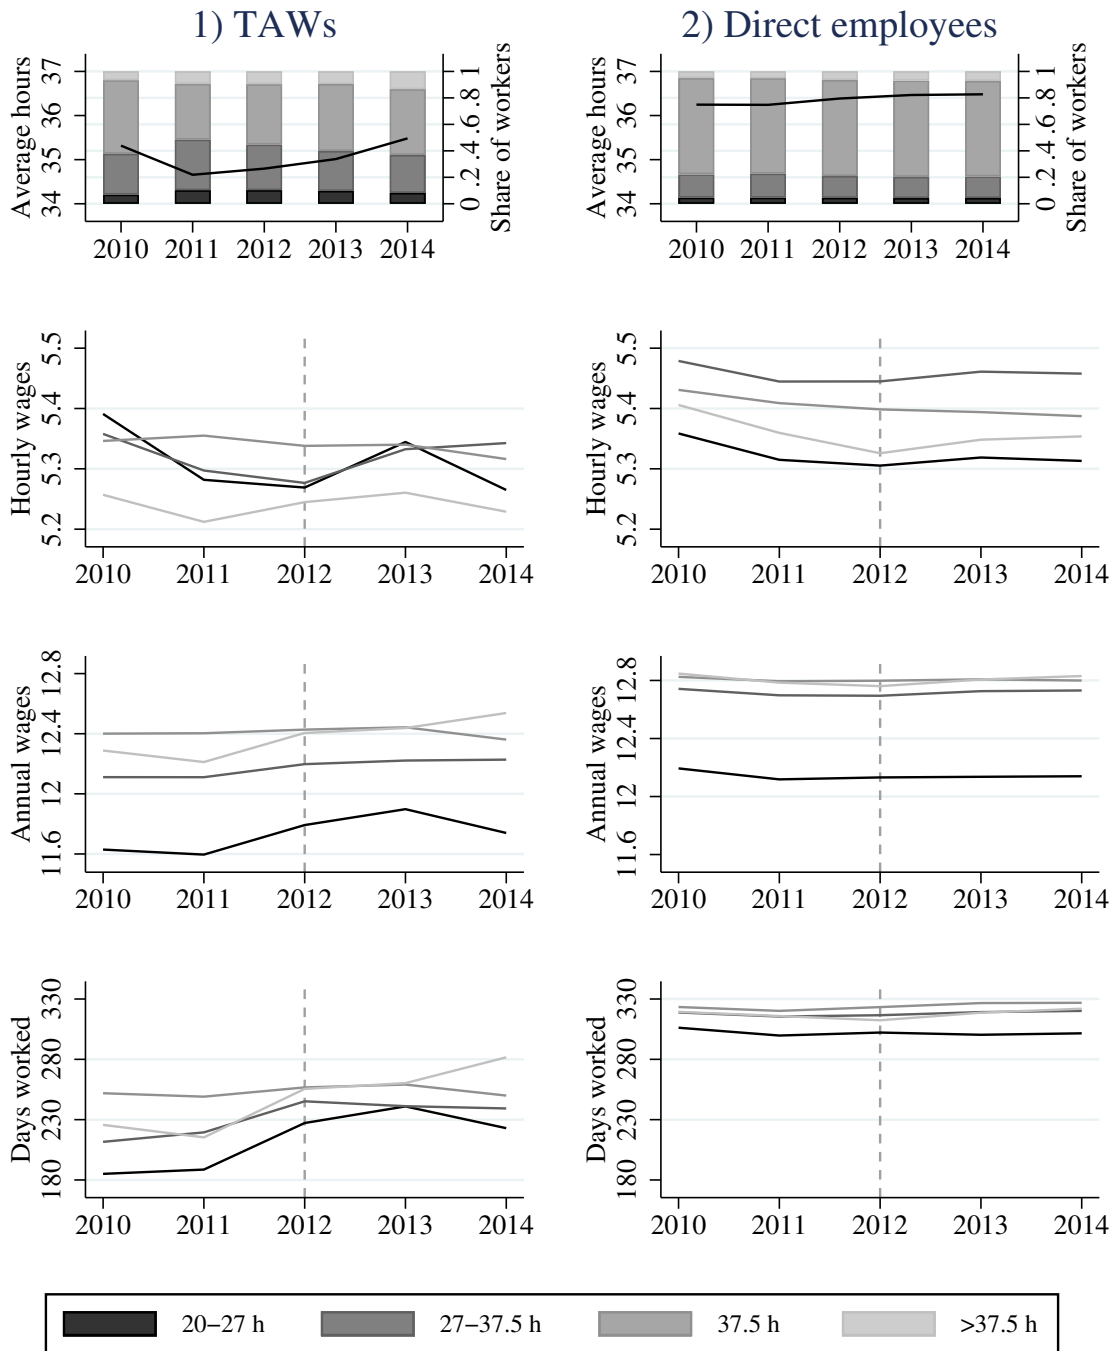 1) TAWs
2) Direct employees
Average hours
37
36
35
34
0 .2 .4 .6 .8 1
Share of workers
2010 2011 2012 2013 2014
Average hours
37
36
35
34
0 .2 .4 .6 .8 1
Share of workers
2010 2011 2012 2013 2014
Hourly wages
5.5
5.4
5.3
5.2
2010 2011 2012 2013 2014
Hourly wages
5.5
5.4
5.3
5.2
2010 2011 2012 2013 2014
Annual wages
12.8
12.4
12
11.6
2010 2011 2012 2013 2014
Annual wages
12.8
12.4
12
11.6
2010 2011 2012 2013 2014
Days worked
330
280
230
180
2010 2011 2012 2013 2014
Days worked
330
280
230
180
2010 2011 2012 2013 2014
20−27 h 27−37.5 h 37.5 h >37.5 h